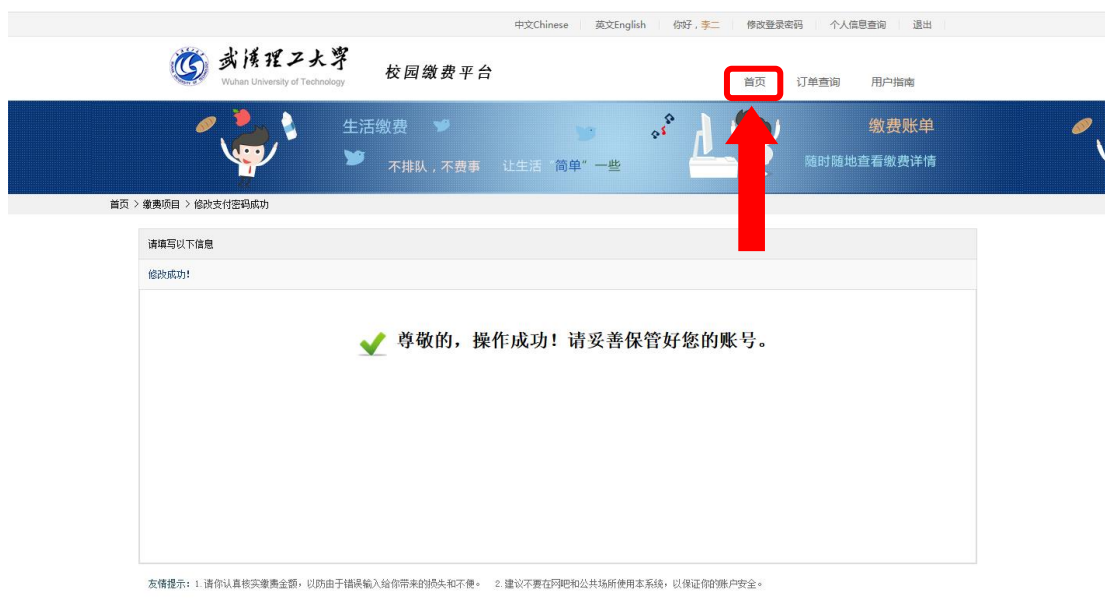 中文Chinese 英文English 你好，李二 修改登录密码 个人信息查询 退出
武汉理工大学
Wuhan University of Technology
校园缴费平台
首页 订单查询 用户指南
生活缴费
不排队，不费事 让生活“简单”一些
缴费账单
随时随地查看缴费详情
首页 > 缴费项目 > 修改支付密码成功
请填写以下信息
修改成功!
尊敬的，操作成功！请妥善保管好您的账号。
友情提示：1.请你认真核实缴费金额，以防由于错误输入给你带来的损失和不便。 2.建议不要在网吧和公共场所使用本系统，以保证你的账户安全。